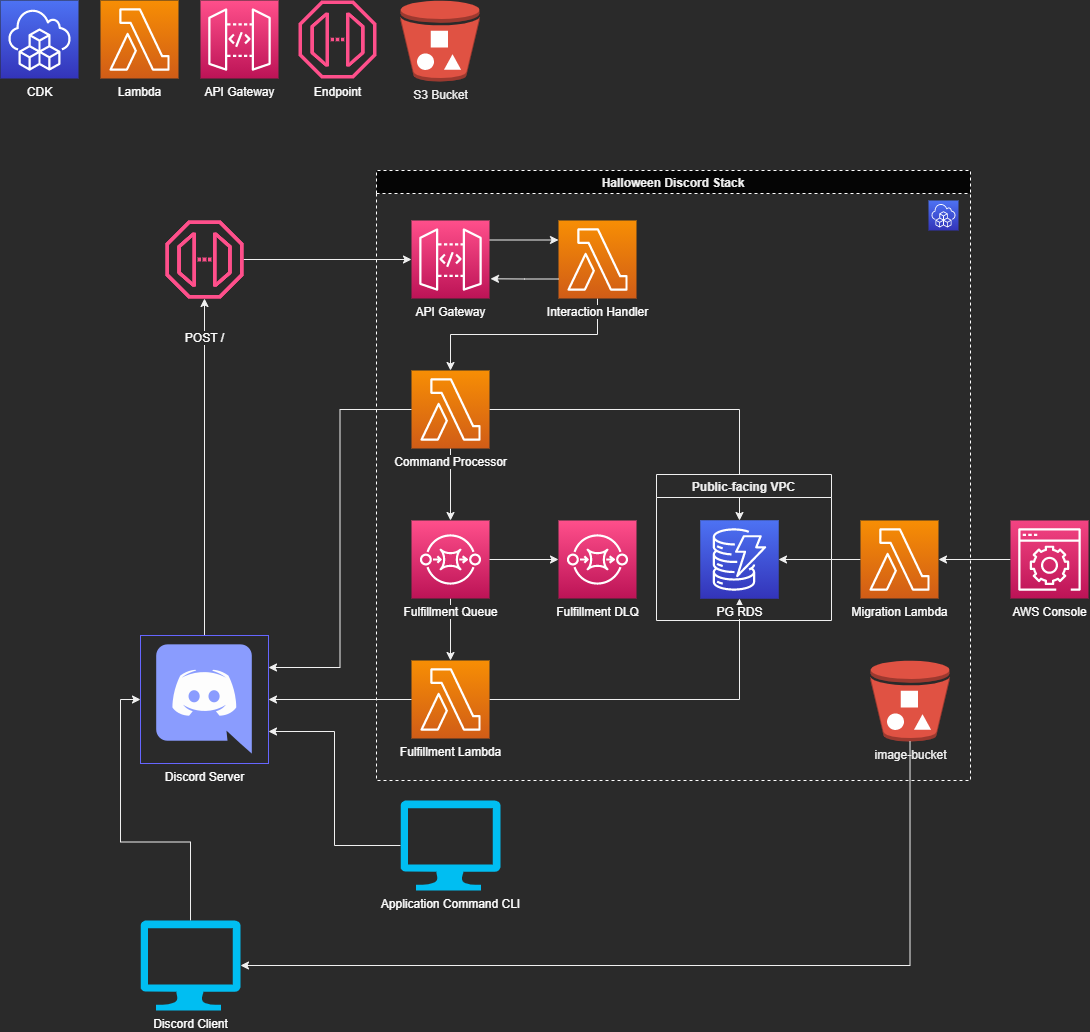 CDK
Lambda
API Gateway
Endpoint
S3 Bucket
Halloween Discord Stack
</>
API Gateway
Interaction Handler
POST /
Command Processor
Public-facing VPC
Fulfillment Queue
Fulfillment DLQ
PG RDS
Migration Lambda
AWS Console
Fulfillment Lambda
image-bucket
Discord Server
Application Command CLI
Discord Client